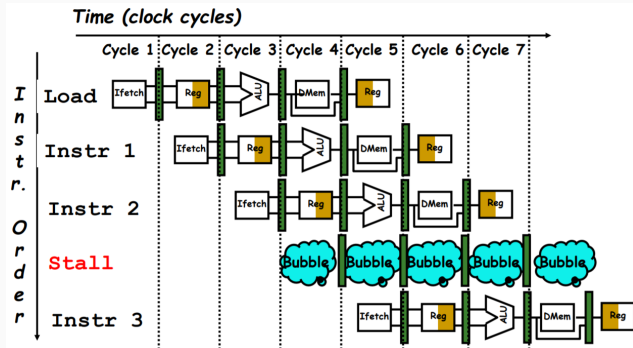 Time (clock cycles)
Cycle 1 Cycle 2 Cycle 3 Cycle 4 Cycle 5 Cycle 6 Cycle 7
Instr. Order
Load Ifetch Reg ALU DMem Reg
Instr 1 Ifetch Reg ALU DMem Reg
Instr 2 Ifetch Reg ALU DMem Reg
Stall Bubble Bubble Bubble Bubble Bubble
Instr 3 Ifetch Reg ALU DMem Reg